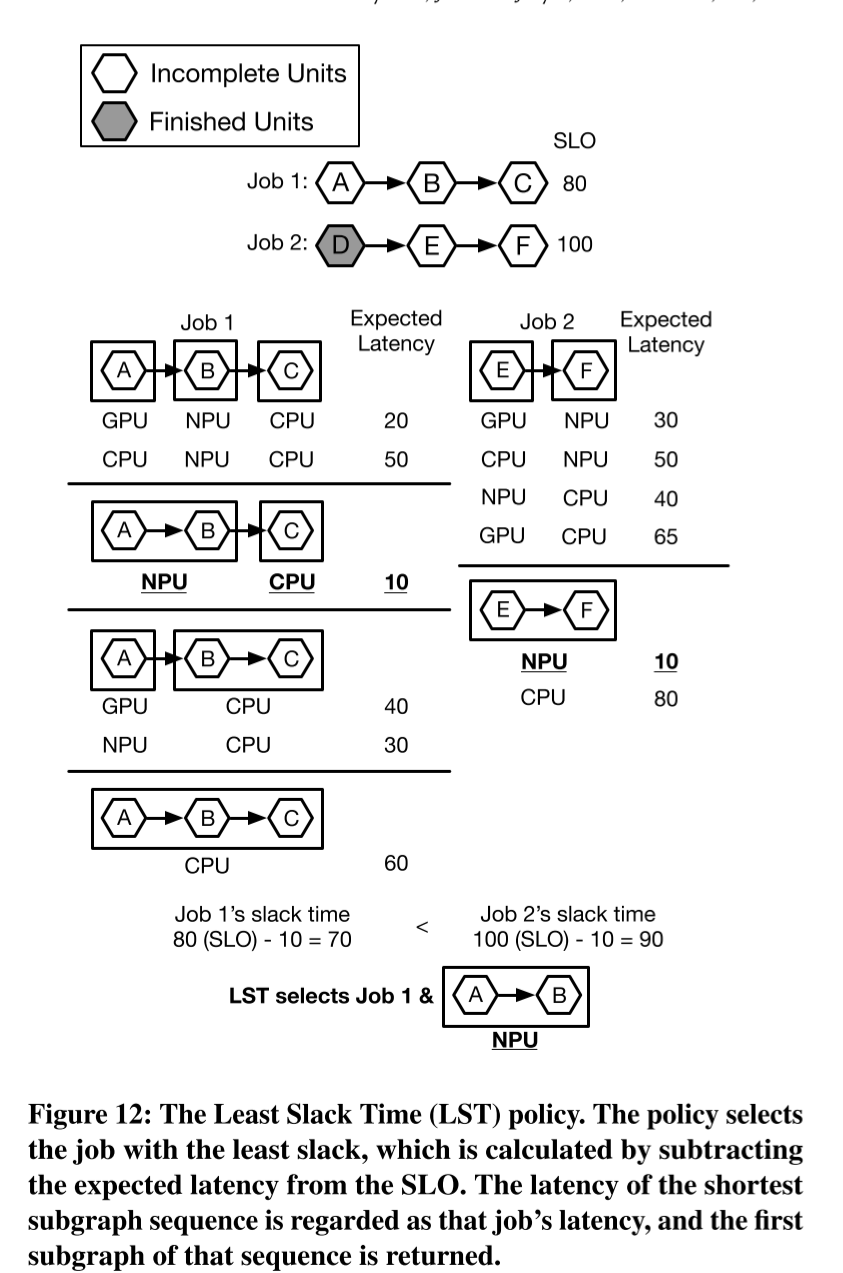 Incomplete Units
Finished Units
SLO
Job 1: A B C 80
Job 2: D E F 100
Job 1 Expected Latency
A B C
GPU NPU CPU 20
CPU NPU CPU 50
A B C
NPU CPU 10
A B C
GPU CPU 40
NPU CPU 30
A B C
CPU 60
Job 2 Expected Latency
E F
GPU NPU 30
CPU NPU 50
NPU CPU 40
GPU CPU 65
E F
NPU 10
CPU 80
Job 1's slack time
80 (SLO) - 10 = 70
<
Job 2's slack time
100 (SLO) - 10 = 90
LST selects Job 1 & A B
NPU
Figure 12: The Least Slack Time (LST) policy. The policy selects
the job with the least slack, which is calculated by subtracting
the expected latency from the SLO. The latency of the shortest
subgraph sequence is regarded as that job's latency, and the first
subgraph of that sequence is returned.